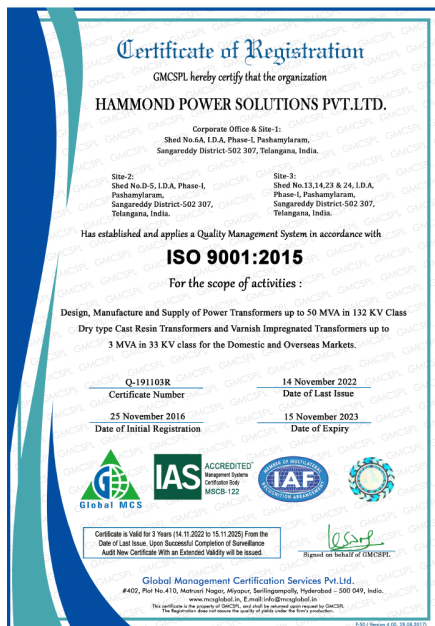 Certificate of Registration
GMCSPL hereby certify that the organization
HAMMOND POWER SOLUTIONS PVT.LTD.
Corporate Office & Site-1:
Shed No.6A, I.D.A, Phase-I, Pashamylaram,
Sangareddy District-502 307, Telangana, India.
Site-2:
Shed No.D-5, I.D.A, Phase-I,
Pashamylaram,
Sangareddy District-502 307,
Telangana, India.
Site-3:
Shed No.13,14,23 & 24, I.D.A,
Phase-I, Pashamylaram,
Sangareddy District-502 307,
Telangana, India.
Has established and applies a Quality Management System in accordance with
ISO 9001:2015
For the scope of activities :
Design, Manufacture and Supply of Power Transformers up to 50 MVA in 132 KV Class
Dry type Cast Resin Transformers and Varnish Impregnated Transformers up to
3 MVA in 33 KV class for the Domestic and Overseas Markets.
Q-191103R
Certificate Number
14 November 2022
Date of Last Issue
25 November 2016
Date of Initial Registration
15 November 2023
Date of Expiry
Global MCS
IAS
ACCREDITED
Management Systems
Certification Body
MSCB-122
MEMBER OF MULTILATERAL
IAF
RECOGNITION ARRANGEMENT
Certificate is Valid for 3 Years (14.11.2022 to 15.11.2025) From the
Date of Last Issue. Upon Successful Completion of Surveillance
Audit New Certificate With an Extended Validity will be issued.
Signed on behalf of GMCSPL
Global Management Certification Services Pvt.Ltd.
#402, Plot No.410, Matrusri Nagar, Miyapur, Serilingampally, Hyderabad – 500 049, India.
www.mcsglobal.in, E.mail:info@mcsglobal.in
This certificate is the property of GMCSPL, and shall be returned upon request by GMCSPL.
The Registration does not assure the quality of yields under the firm's production.
F-50 ( Version 4.00, 28.08.2017)